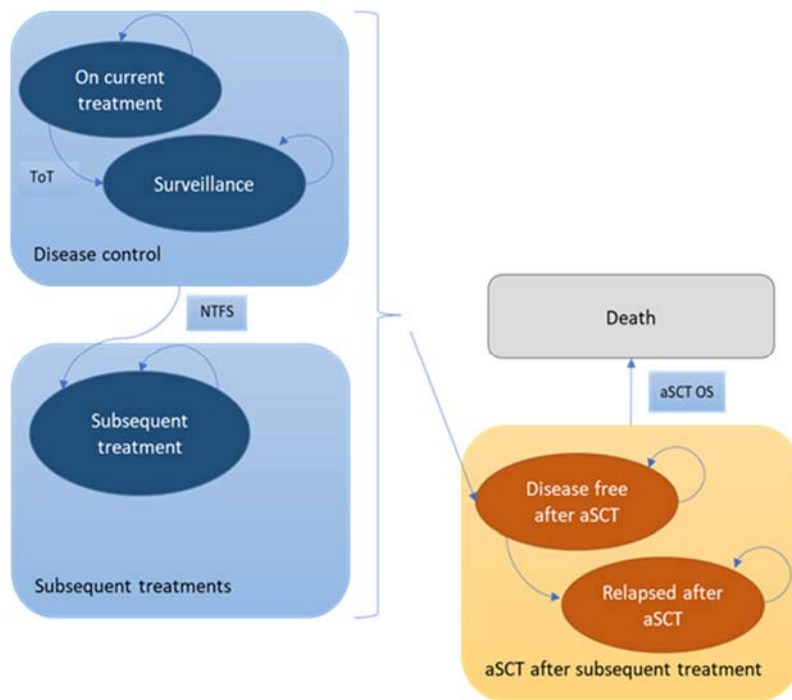 On current
treatment
ToT
Surveillance
Disease control
NTFS
Death
aSCT OS
Subsequent
treatment
Disease free
after aSCT
Relapsed after
aSCT
Subsequent treatments
aSCT after subsequent treatment